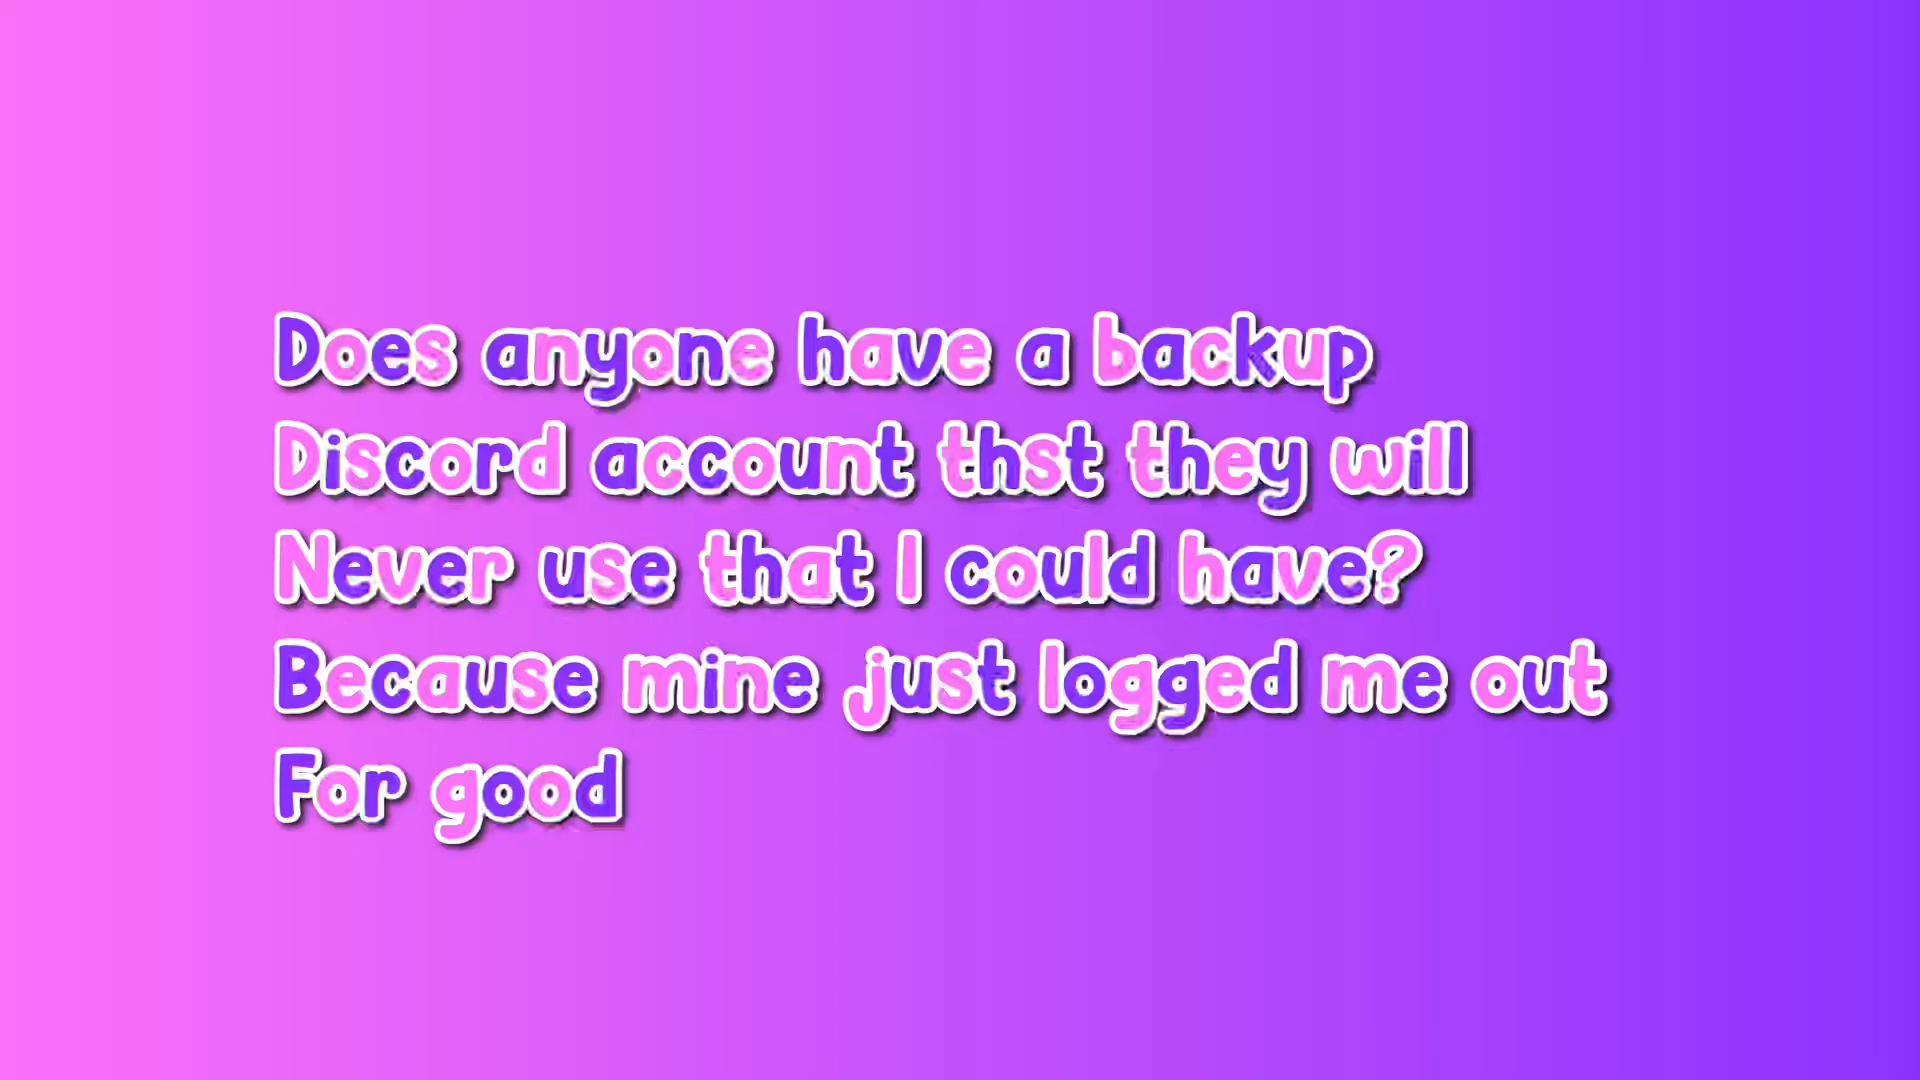 Does anyone have a backup
Discord account thst they will
Never use that I could have?
Because mine just logged me out
For good